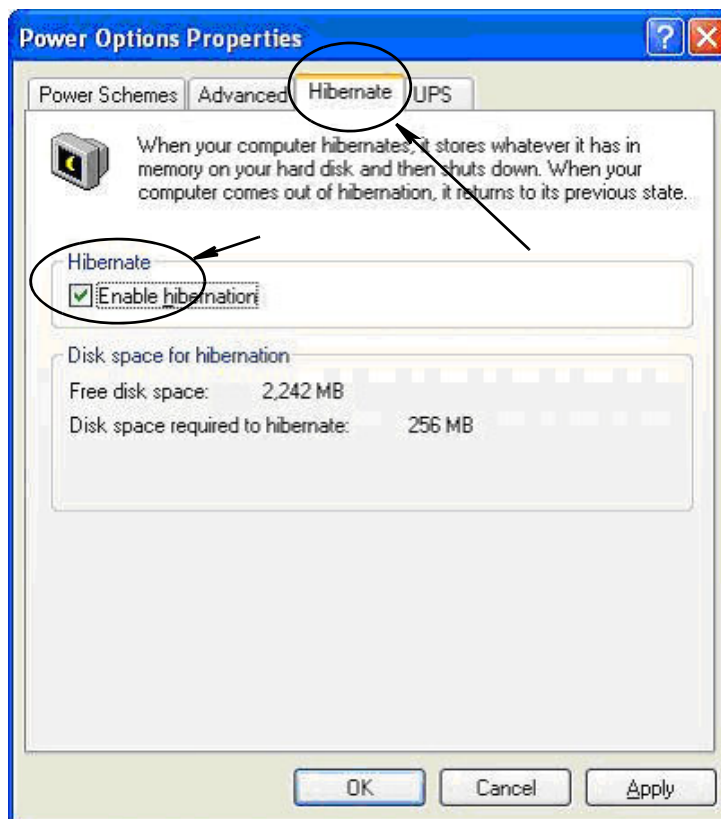 Power Options Properties
Power Schemes Advanced Hibernate UPS
When your computer hibernates, it stores whatever it has in
memory on your hard disk and then shuts down. When your
computer comes out of hibernation, it returns to its previous state.
Hibernate
Enable hibernation
Disk space for hibernation
Free disk space: 2,242 MB
Disk space required to hibernate: 256 MB
OK Cancel Apply